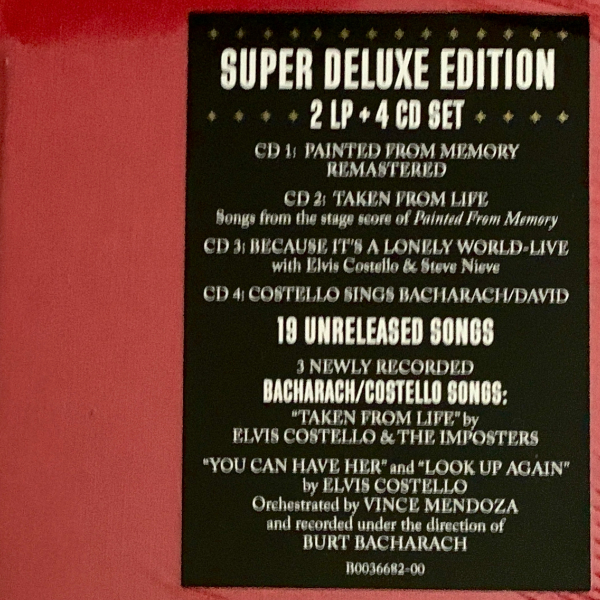 SUPER DELUXE EDITION
2 LP + 4 CD SET
CD 1: PAINTED FROM MEMORY
REMASTERED
CD 2: TAKEN FROM LIFE
Songs from the stage score of Painted From Memory
CD 3: BECAUSE IT'S A LONELY WORLD-LIVE
with Elvis Costello & Steve Nieve
CD 4: COSTELLO SINGS BACHARACH/DAVID
19 UNRELEASED SONGS
3 NEWLY RECORDED
BACHARACH/COSTELLO SONGS:
"TAKEN FROM LIFE" by
ELVIS COSTELLO & THE IMPOSTERS
"YOU CAN HAVE HER" and "LOOK UP AGAIN"
by ELVIS COSTELLO
Orchestrated by VINCE MENDOZA
and recorded under the direction of
BURT BACHARACH
B0036682-00